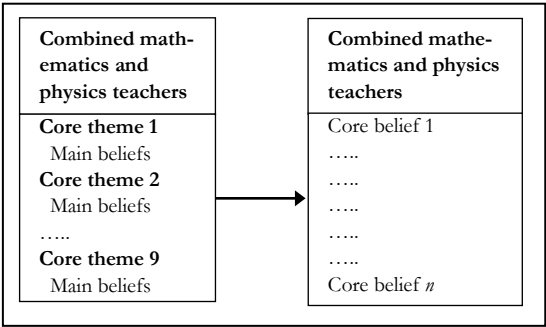 Combined math-
ematics and
physics teachers
Core theme 1
Main beliefs
Core theme 2
Main beliefs
…..
Core theme 9
Main beliefs
Combined mathe-
matics and physics
teachers
Core belief 1
…..
…..
…..
…..
…..
Core belief n